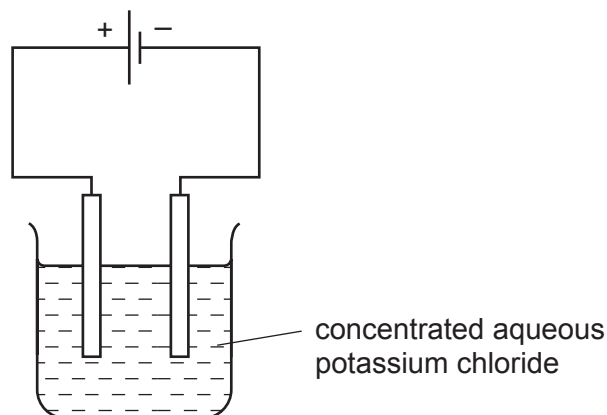 + −
concentrated aqueous
potassium chloride